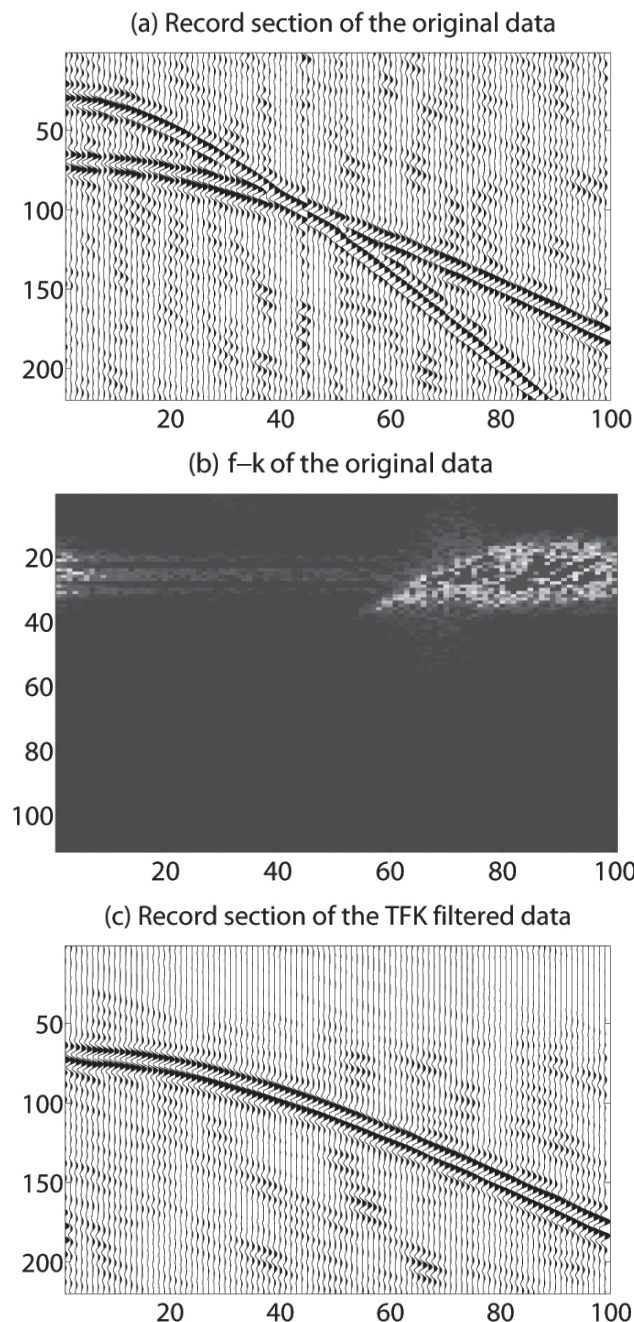 (a) Record section of the original data
50
100
150
200
20 40 60 80 100
(b) f–k of the original data
20
40
60
80
100
20 40 60 80 100
(c) Record section of the TFK filtered data
50
100
150
200
20 40 60 80 100